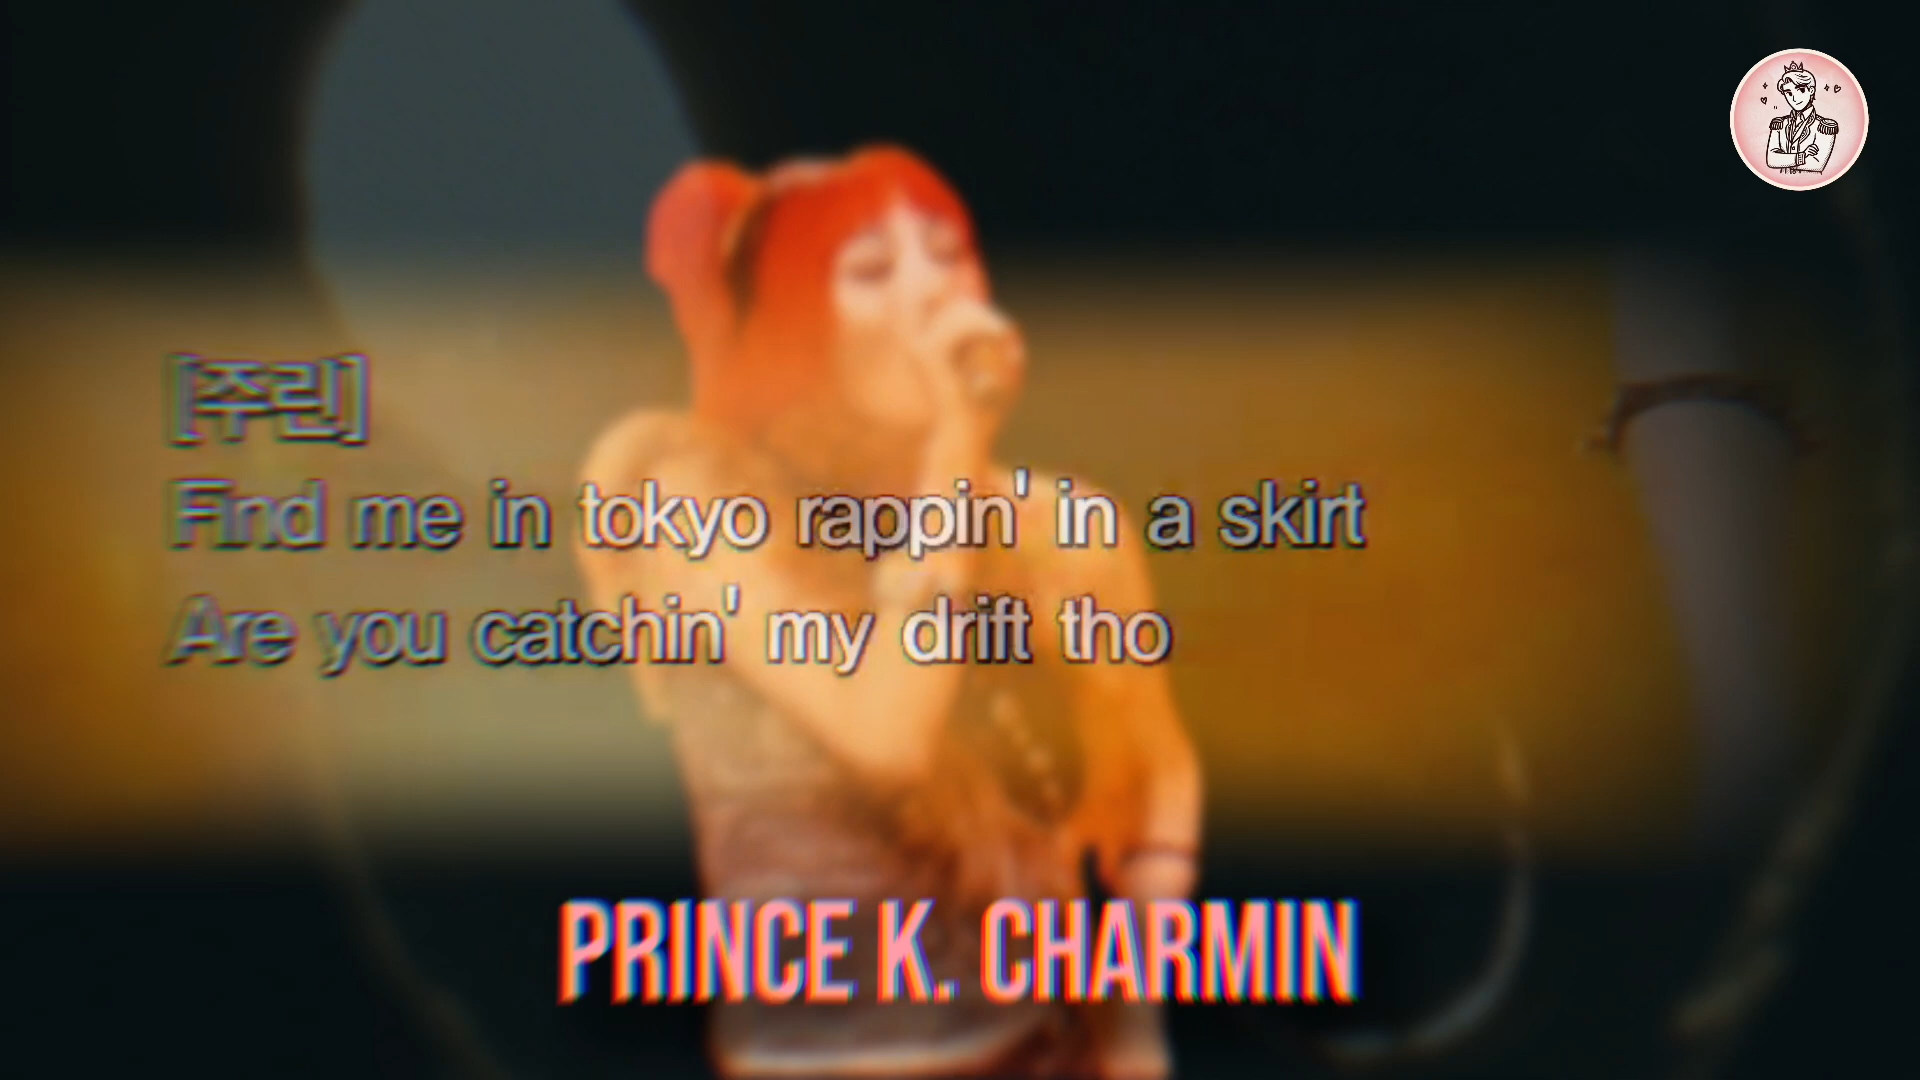 [주린]
Find me in tokyo rappin' in a skirt
Are you catchin' my drift tho
PRINCE K. CHARMIN